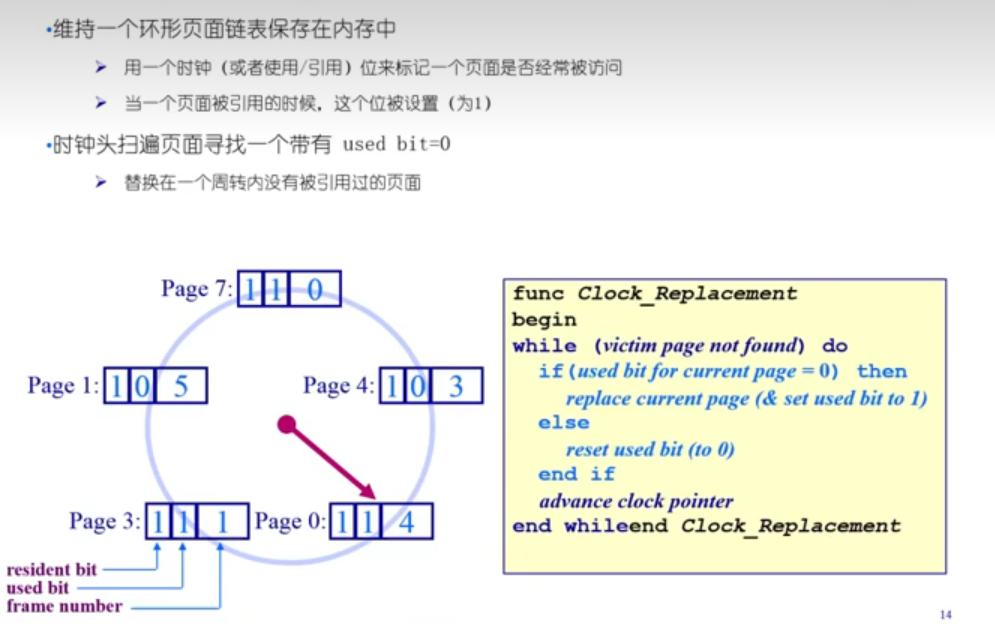 •维持一个环形页面链表保存在内存中
➢ 用一个时钟（或者使用/引用）位来标记一个页面是否经常被访问
➢ 当一个页面被引用的时候，这个位被设置（为1）
•时钟头扫遍页面寻找一个带有 used bit=0
➢ 替换在一个周转内没有被引用过的页面
Page 7: 1 1 0
Page 1: 1 0 5
Page 4: 1 0 3
Page 3: 1 1 1
Page 0: 1 1 4
resident bit
used bit
frame number
func Clock_Replacement
begin
while (victim page not found) do
if(used bit for current page = 0) then
replace current page (& set used bit to 1)
else
reset used bit (to 0)
end if
advance clock pointer
end whileend Clock_Replacement
14